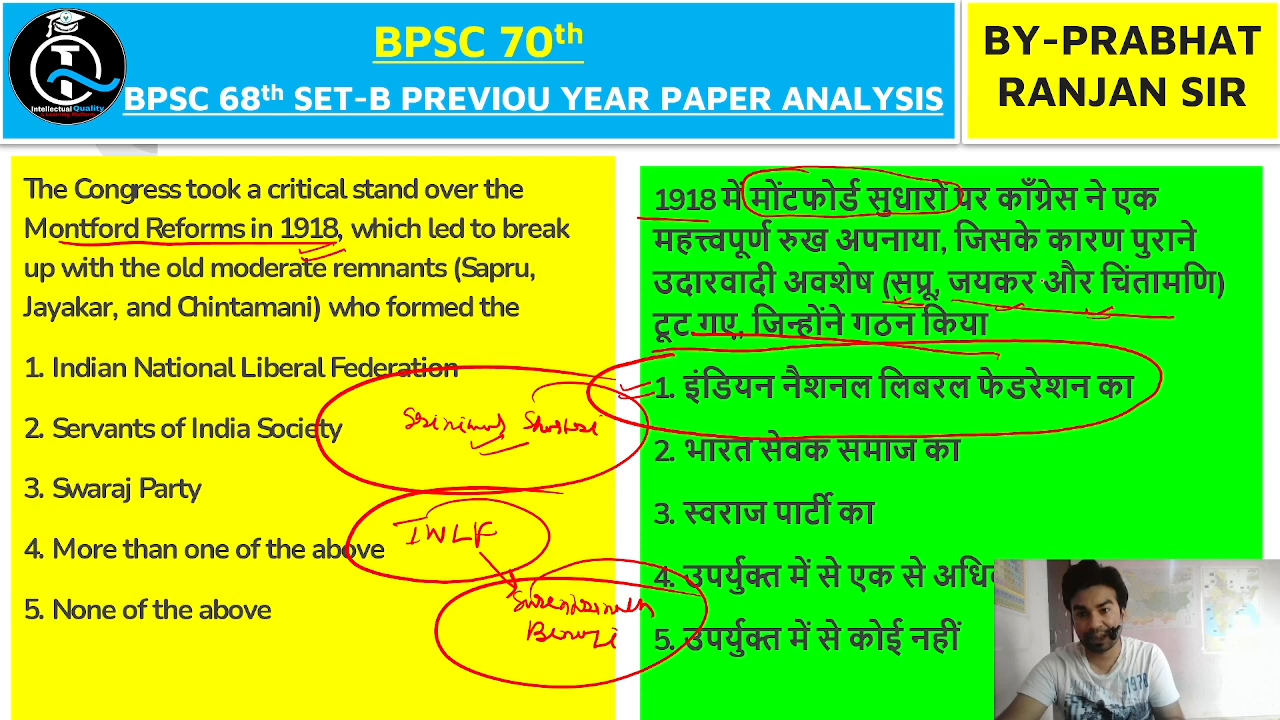 BPSC 70th
BPSC 68th SET-B PREVIOU YEAR PAPER ANALYSIS
BY-PRABHAT
RANJAN SIR
Intellectual Quality
The Congress took a critical stand over the
Montford Reforms in 1918, which led to break
up with the old moderate remnants (Sapru,
Jayakar, and Chintamani) who formed the
1. Indian National Liberal Federation
2. Servants of India Society
3. Swaraj Party
4. More than one of the above
5. None of the above
INLF
1918 में मोंटफोर्ड सुधारों पर काँग्रेस ने एक
महत्त्वपूर्ण रुख अपनाया, जिसके कारण पुराने
उदारवादी अवशेष (सप्रू, जयकर और चिंतामणि)
टूट गए, जिन्होंने गठन किया
1. इंडियन नैशनल लिबरल फेडरेशन का
2. भारत सेवक समाज का
3. स्वराज पार्टी का
4. उपर्युक्त में से एक से
5. उपर्युक्त में से कोई नहीं